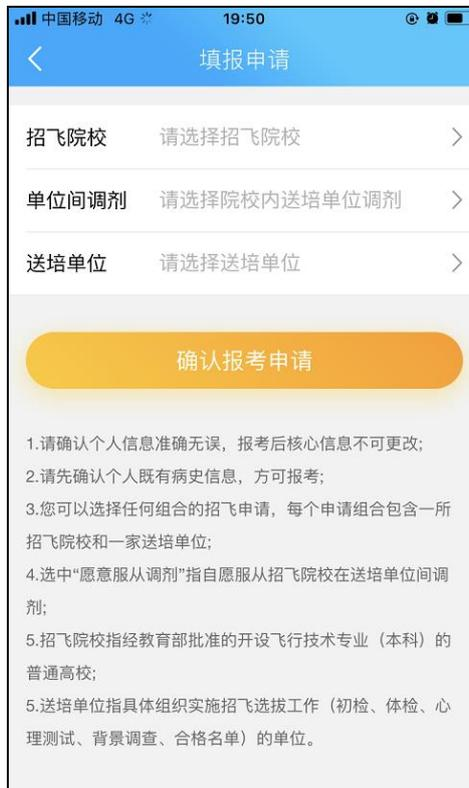 中国移动 4G 19:50
填报申请
招飞院校 请选择招飞院校
单位间调剂 请选择院校内送培单位调剂
送培单位 请选择送培单位
确认报考申请
1.请确认个人信息准确无误，报考后核心信息不可更改;
2.请先确认个人既有病史信息，方可报考;
3.您可以选择任何组合的招飞申请，每个申请组合包含一所
招飞院校和一家送培单位;
4.选中“愿意服从调剂”指自愿服从招飞院校在送培单位间调
剂;
5.招飞院校指经教育部批准的开设飞行技术专业（本科）的
普通高校;
5.送培单位指具体组织实施招飞选拔工作（初检、体检、心
理测试、背景调查、合格名单）的单位。